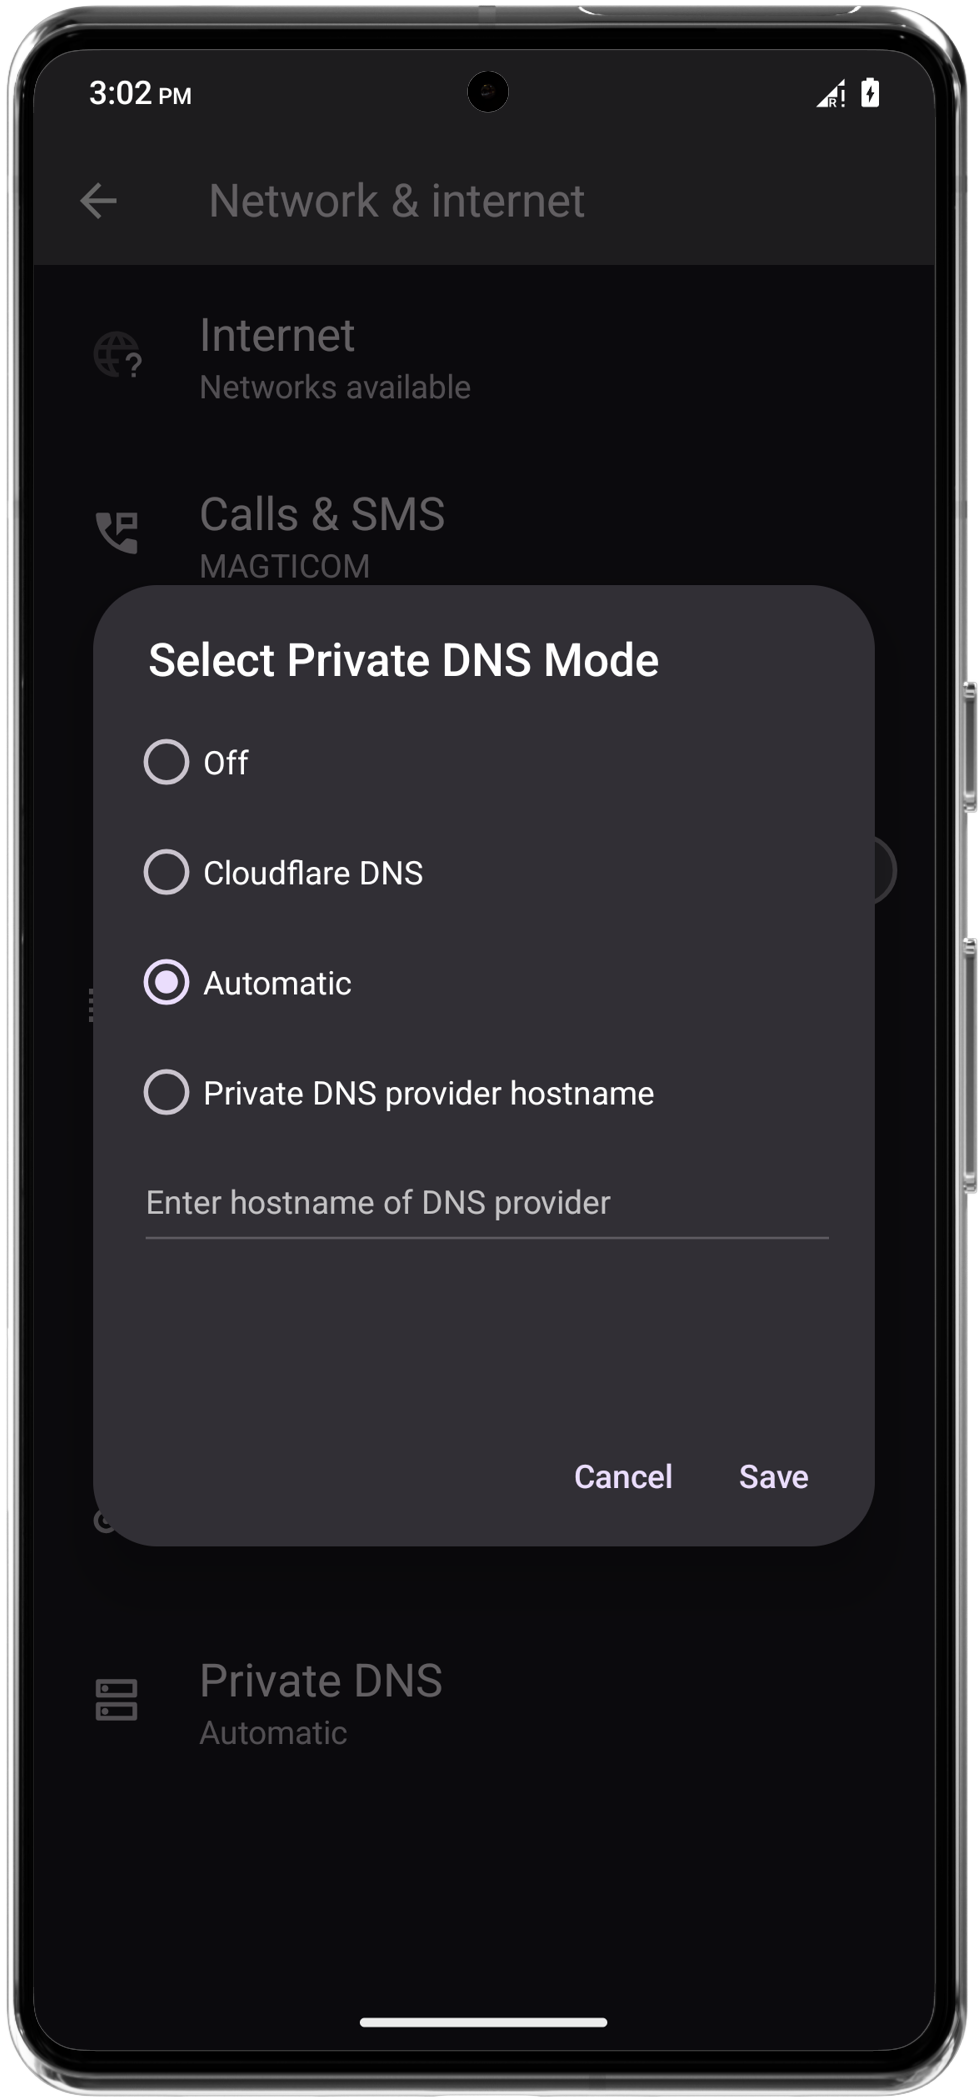 3:02 PM
R !
Network & internet
?
Internet
Networks available
Calls & SMS
MAGTICOM
Select Private DNS Mode
Off
Cloudflare DNS
Automatic
Private DNS provider hostname
Enter hostname of DNS provider
Cancel
Save
Private DNS
Automatic